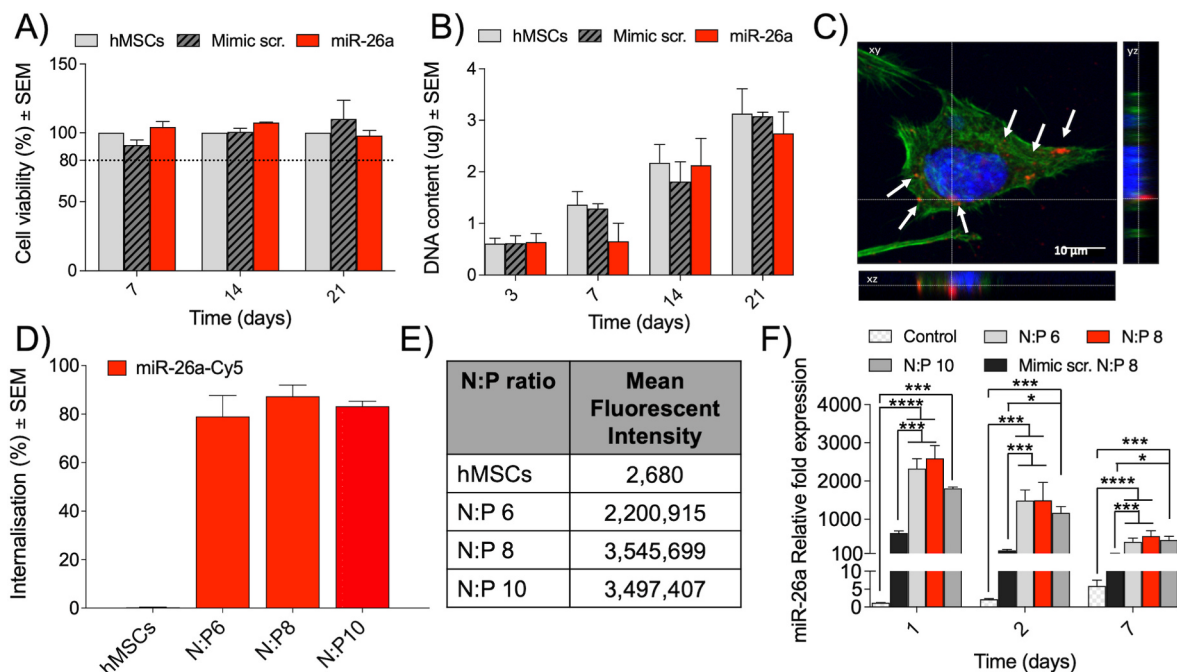 A)
hMSCs Mimic scr. miR-26a
Cell viability (%) ± SEM
150
100
80
50
0
7 14 21
Time (days)
B)
hMSCs Mimic scr. miR-26a
DNA content (ug) ± SEM
4
3
2
1
0
3 7 14 21
Time (days)
C)
xy
yz
10 µm
xz
D)
miR-26a-Cy5
Internalisation (%) ± SEM
100
80
60
40
20
0
hMSCs N:P6 N:P8 N:P10
E)
N:P ratio Mean
Fluorescent
Intensity
hMSCs 2,680
N:P 6 2,200,915
N:P 8 3,545,699
N:P 10 3,497,407
F)
Control N:P 6 N:P 8
N:P 10 Mimic scr. N:P 8
miR-26a Relative fold expression
4000
3000
2000
1000
100
10
5
0
*** **** ***
*** * *** ***
*** * **** ***
1 2 7
Time (days)